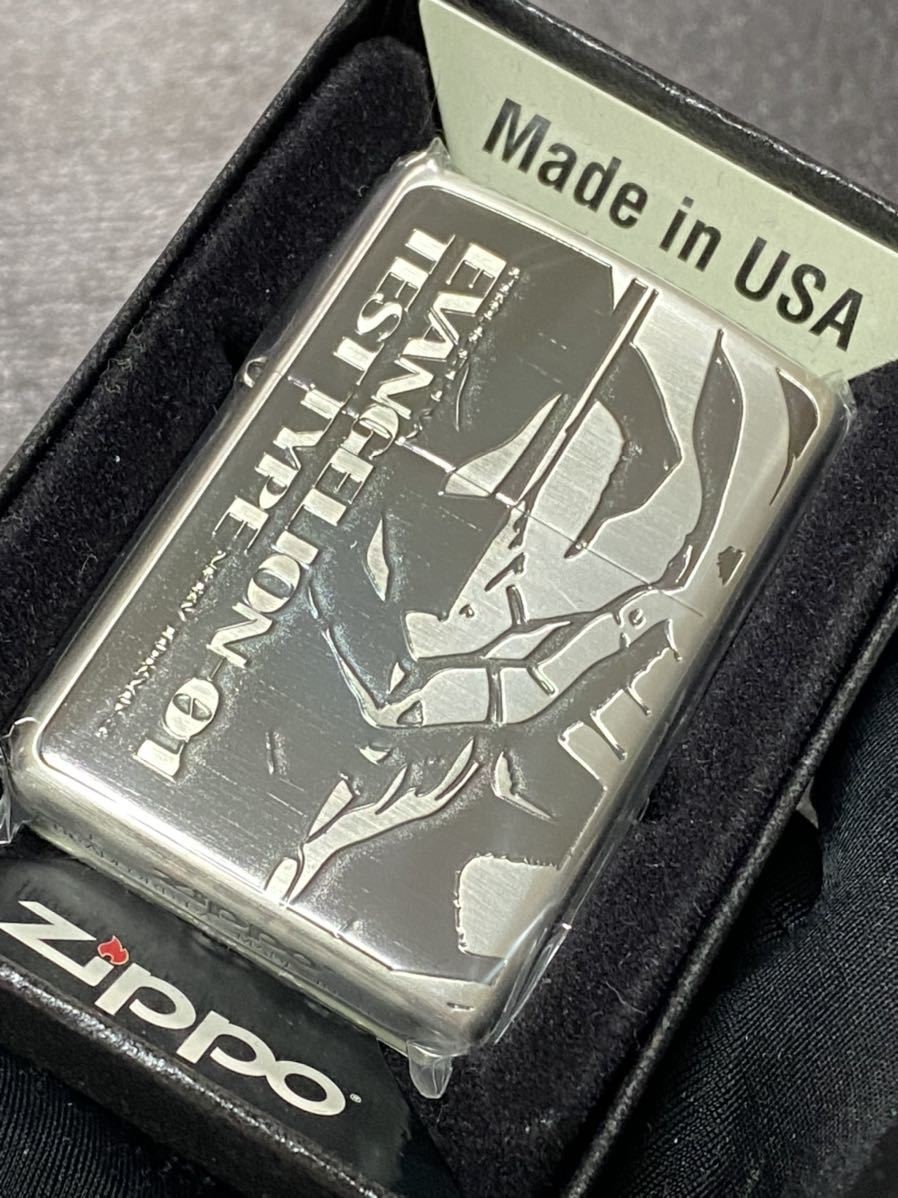 Made in USA
EVANGELION-01
TEST TYPE
Zippo®